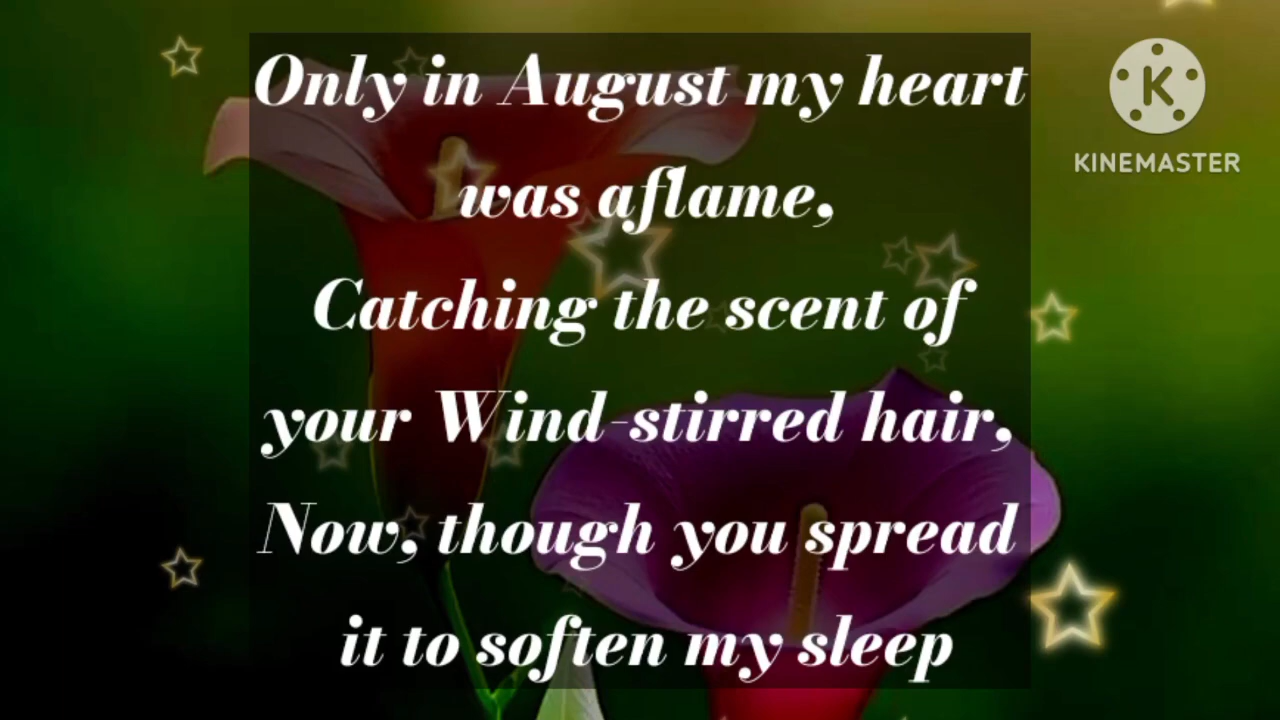 Only in August my heart
was aflame,
Catching the scent of
your Wind-stirred hair,
Now, though you spread
it to soften my sleep
K
KINEMASTER